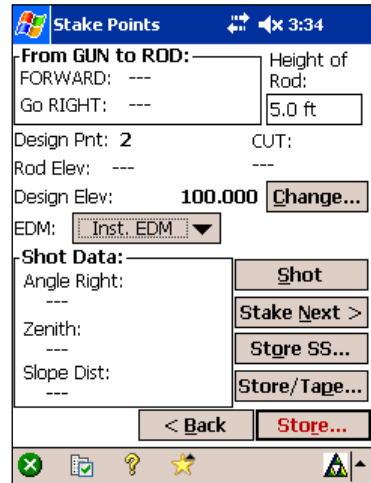 Stake Points 3:34
From GUN to ROD:
FORWARD: ---
Go RIGHT: ---
Height of
Rod:
5.0 ft
Design Pnt: 2 CUT:
Rod Elev: --- ---
Design Elev: 100.000 Change...
EDM: Inst. EDM
Shot Data:
Angle Right:
---
Zenith:
---
Slope Dist:
---
Shot
Stake Next >
Store SS...
Store/Tape...
< Back Store...